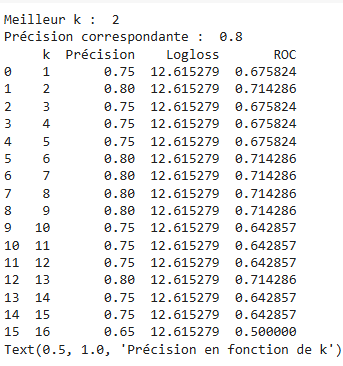 Meilleur k :  2
Précision correspondante :  0.8
     k  Précision    Logloss       ROC
0    1       0.75  12.615279  0.675824
1    2       0.80  12.615279  0.714286
2    3       0.75  12.615279  0.675824
3    4       0.75  12.615279  0.675824
4    5       0.75  12.615279  0.675824
5    6       0.80  12.615279  0.714286
6    7       0.80  12.615279  0.714286
7    8       0.80  12.615279  0.714286
8    9       0.80  12.615279  0.714286
9   10       0.75  12.615279  0.642857
10  11       0.75  12.615279  0.642857
11  12       0.75  12.615279  0.642857
12  13       0.80  12.615279  0.714286
13  14       0.75  12.615279  0.642857
14  15       0.75  12.615279  0.642857
15  16       0.65  12.615279  0.500000
Text(0.5, 1.0, 'Précision en fonction de k')